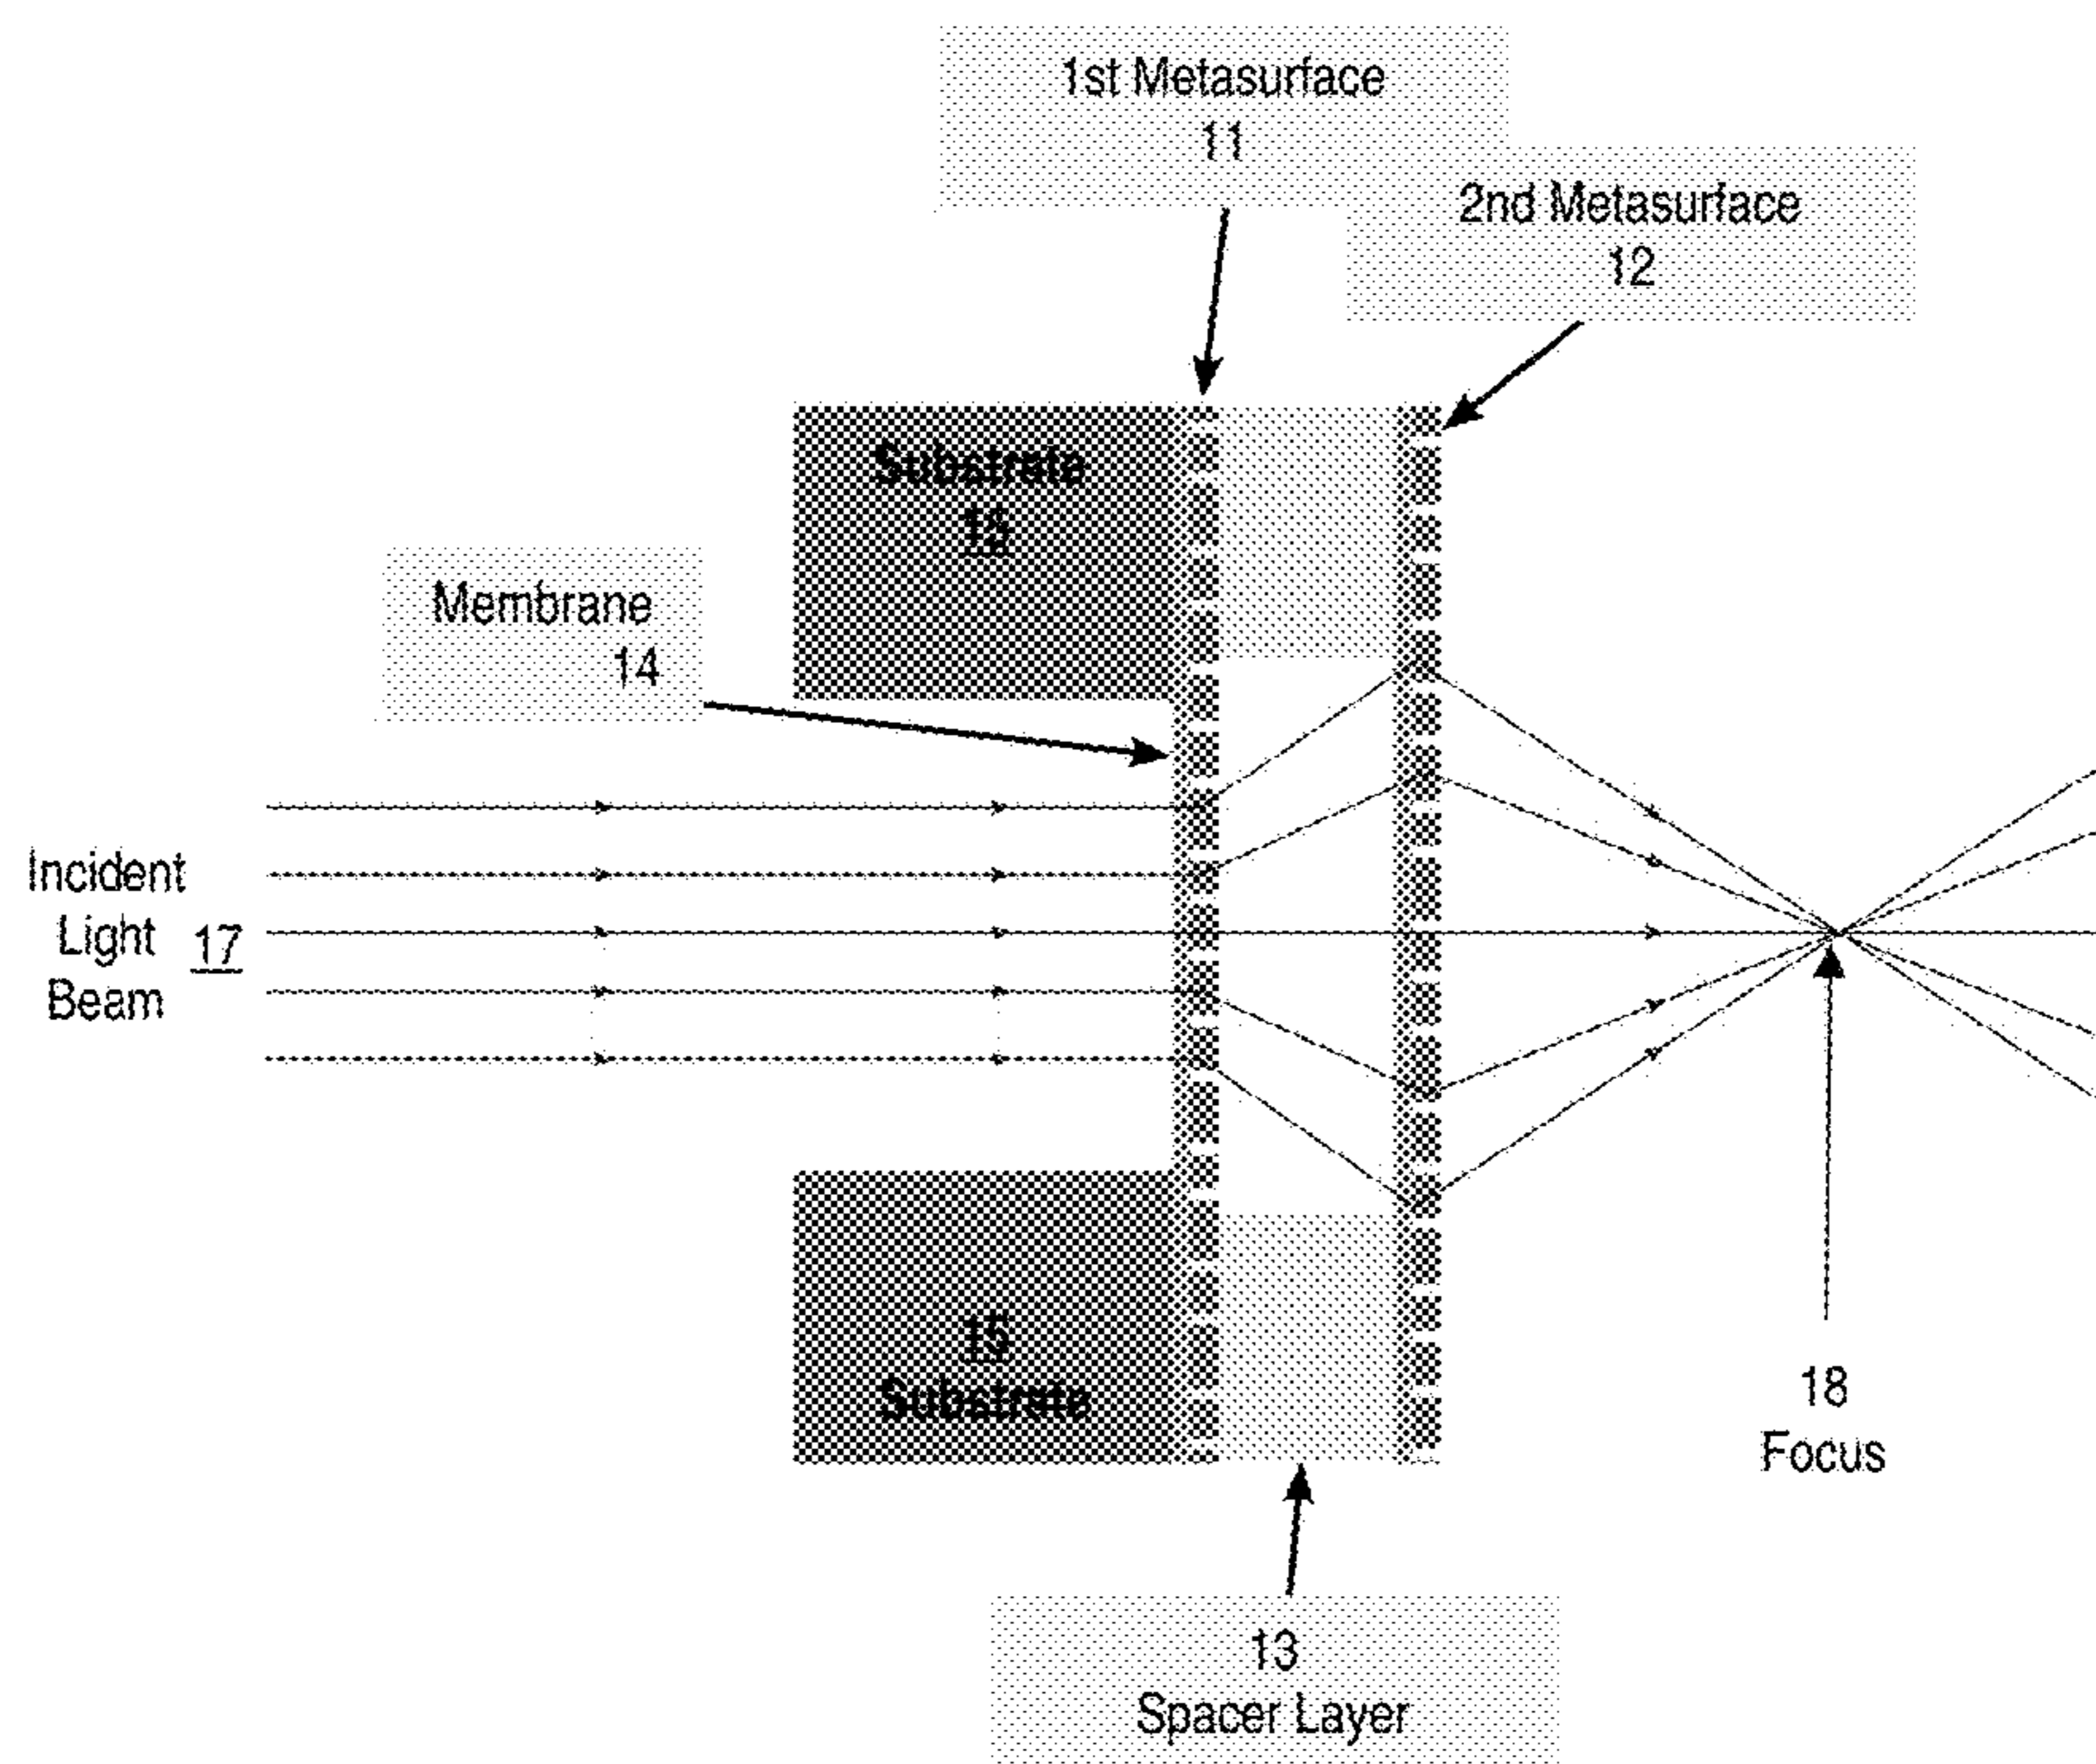 1st Metasurface
11
2nd Metasurface
12
Substrate
15
Membrane
14
Incident
Light 17
Beam
15
Substrate
18
Focus
13
Spacer Layer